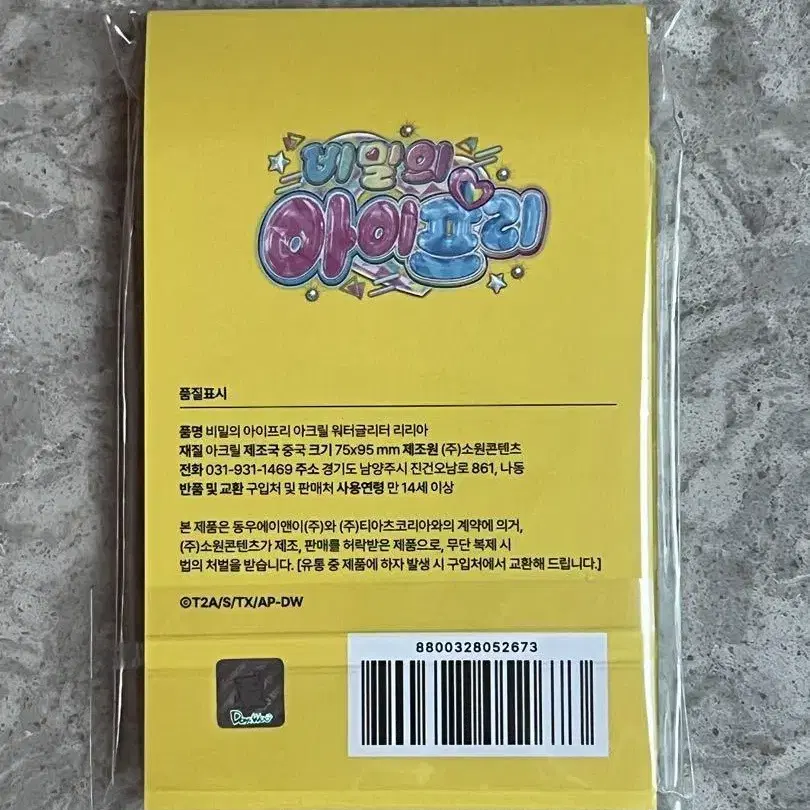 비밀의
아이프리
품질표시
품명 비밀의 아이프리 아크릴 워터글리터 리리아
재질 아크릴 제조국 중국 크기 75x95 mm 제조원 (주)소원콘텐츠
전화 031-931-1469 주소 경기도 남양주시 진건오남로 861, 나동
반품 및 교환 구입처 및 판매처 사용연령 만 14세 이상
본 제품은 동우에이앤이(주)와 (주)티아츠코리아와의 계약에 의거,
(주)소원콘텐츠가 제조, 판매를 허락받은 제품으로, 무단 복제 시
법의 처벌을 받습니다. [유통 중 제품에 하자 발생 시 구입처에서 교환해 드립니다.]
©T2A/S/TX/AP-DW
8800328052673
DongWoo